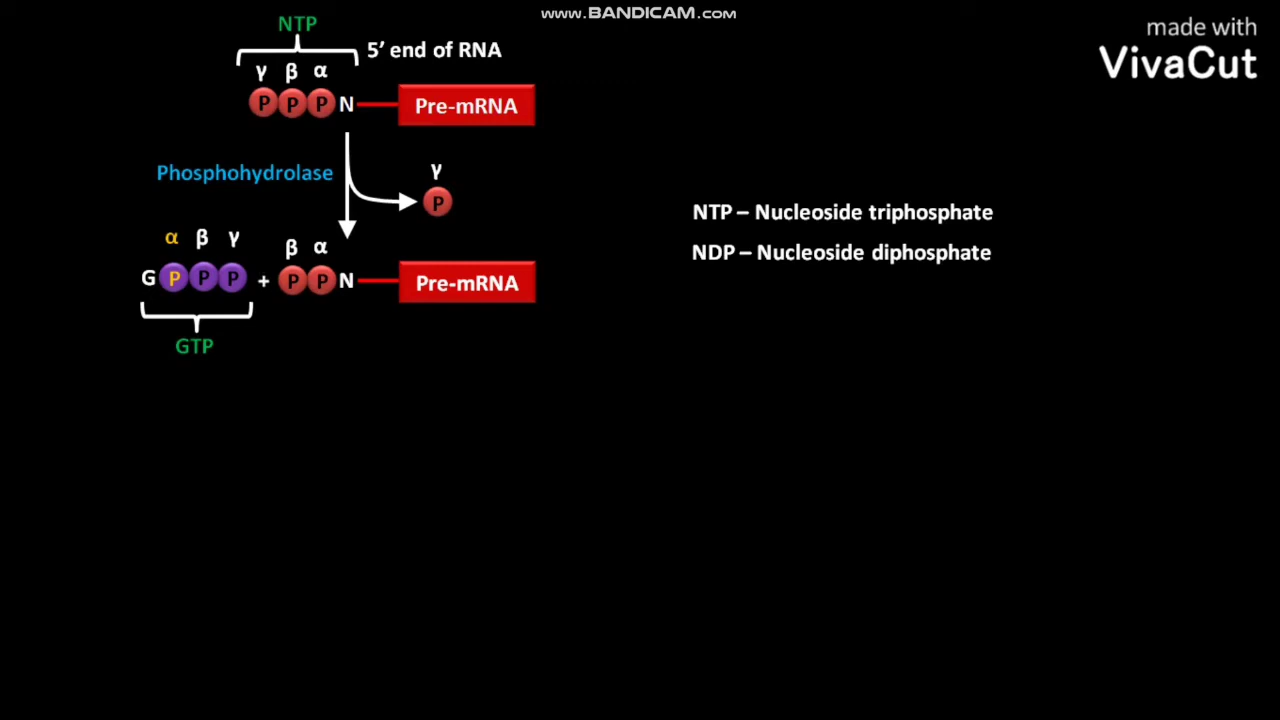 www.BANDICAM.com
made with
VivaCut
NTP
5’ end of RNA
γ β α
P P P N
Pre-mRNA
Phosphohydrolase
γ
P
NTP – Nucleoside triphosphate
NDP – Nucleoside diphosphate
α β γ β α
G P P P + P P N
Pre-mRNA
GTP